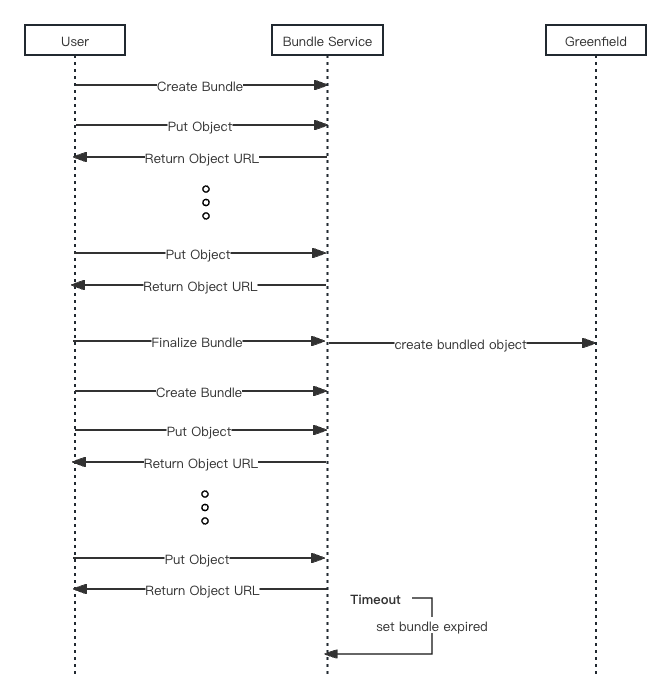 User
Bundle Service
Greenfield
Create Bundle
Put Object
Return Object URL
Put Object
Return Object URL
Finalize Bundle
create bundled object
Create Bundle
Put Object
Return Object URL
Put Object
Return Object URL
Timeout
set bundle expired